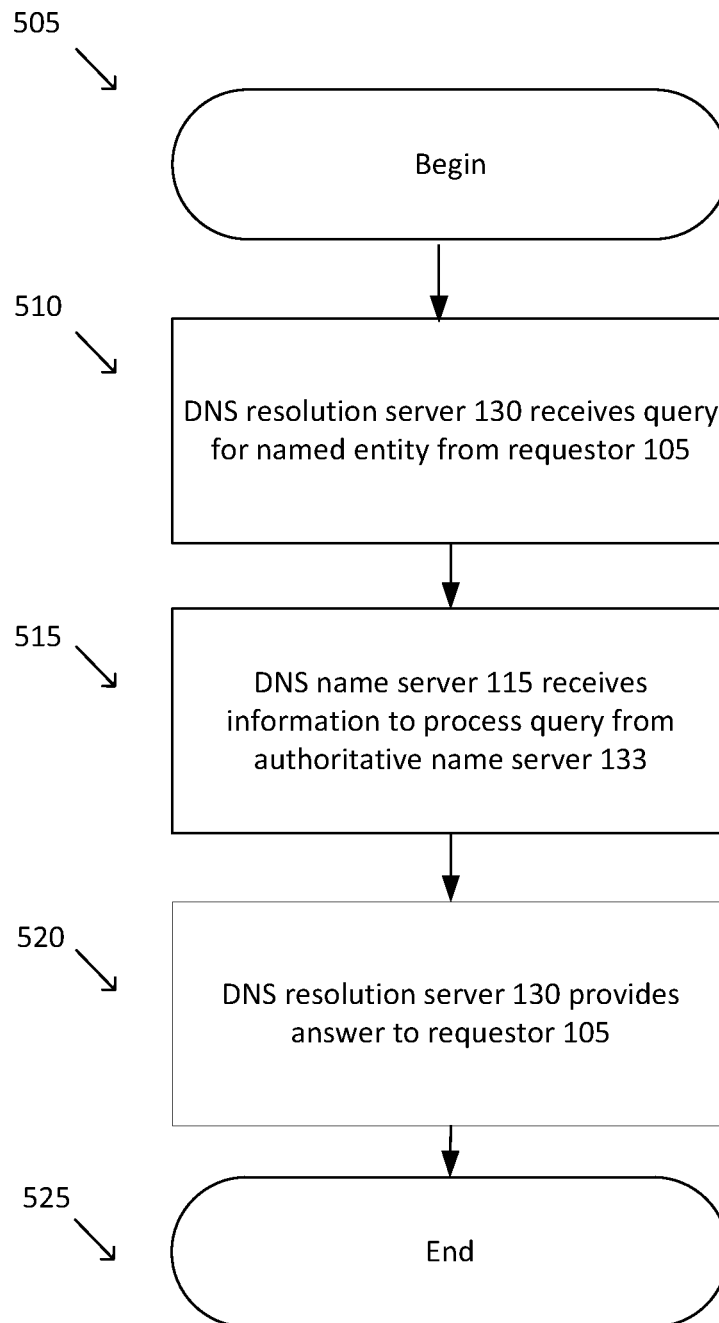 505
Begin
510
DNS resolution server 130 receives query
for named entity from requestor 105
515
DNS name server 115 receives
information to process query from
authoritative name server 133
520
DNS resolution server 130 provides
answer to requestor 105
525
End